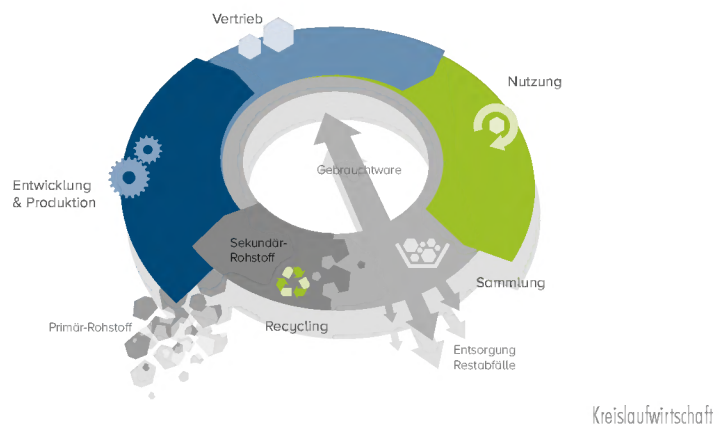 Vertrieb
Nutzung
Gebrauchtware
Entwicklung
& Produktion
Sekundär-
Rohstoff
Sammlung
Primär-Rohstoff
Recycling
Entsorgung
Restabfälle
Kreislaufwirtschaft